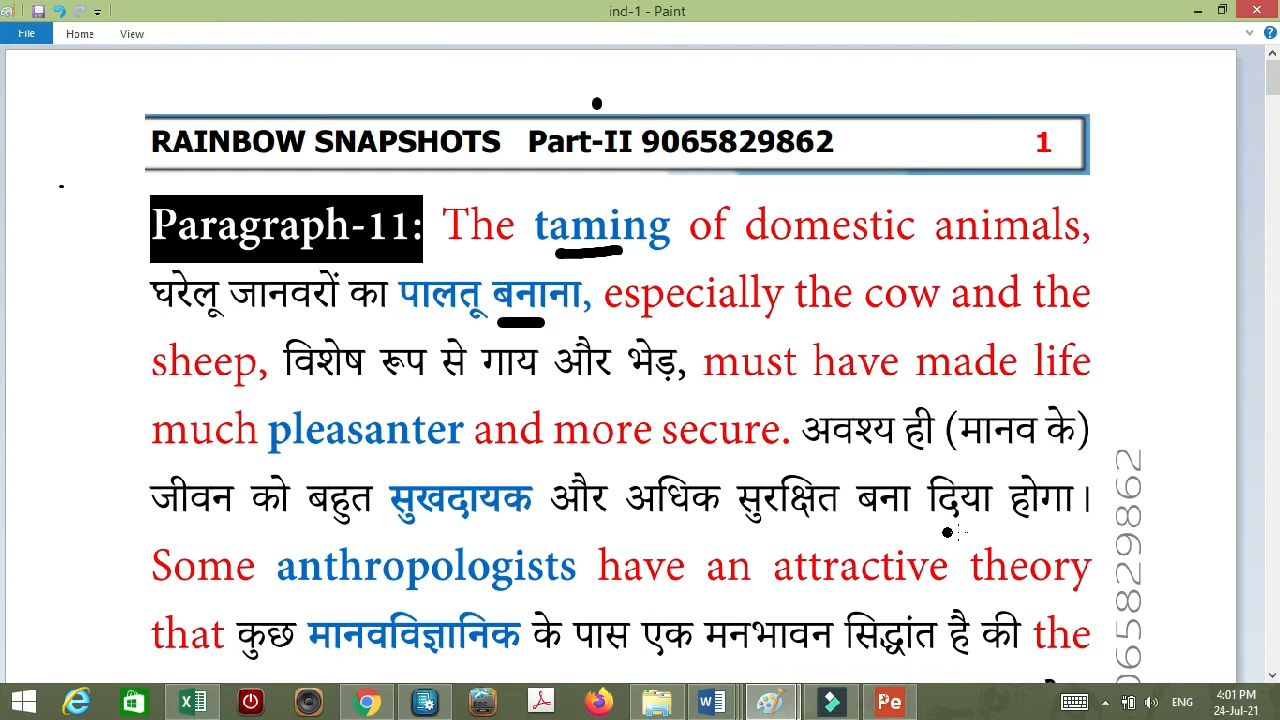 ind-1 - Paint
File Home View
RAINBOW SNAPSHOTS Part-II 9065829862 1
Paragraph-11: The taming of domestic animals,
घरेलू जानवरों का पालतू बनाना, especially the cow and the
sheep, विशेष रूप से गाय और भेड़, must have made life
much pleasanter and more secure. अवश्य ही (मानव के)
जीवन को बहुत सुखदायक और अधिक सुरक्षित बना दिया होगा।
Some anthropologists have an attractive theory
that कुछ मानवविज्ञानिक के पास एक मनभावन सिद्धांत है की the
065829862
ENG
4:01 PM
24-Jul-21